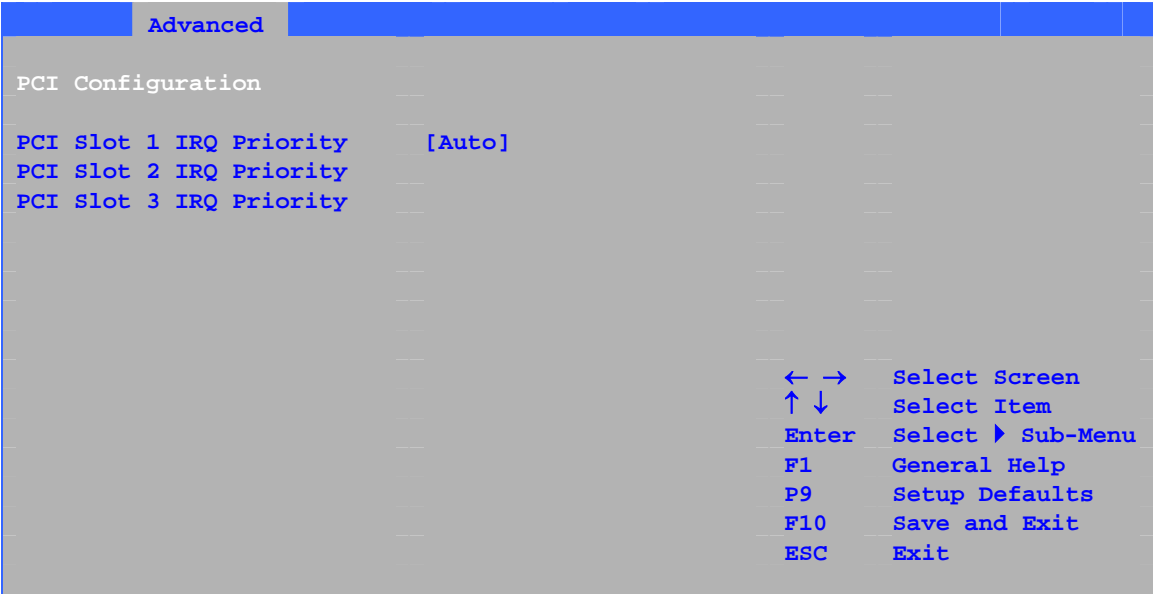 Advanced
PCI Configuration
PCI Slot 1 IRQ Priority [Auto]
PCI Slot 2 IRQ Priority
PCI Slot 3 IRQ Priority
← → Select Screen
↑ ↓ Select Item
Enter Select ▶ Sub-Menu
F1 General Help
P9 Setup Defaults
F10 Save and Exit
ESC Exit